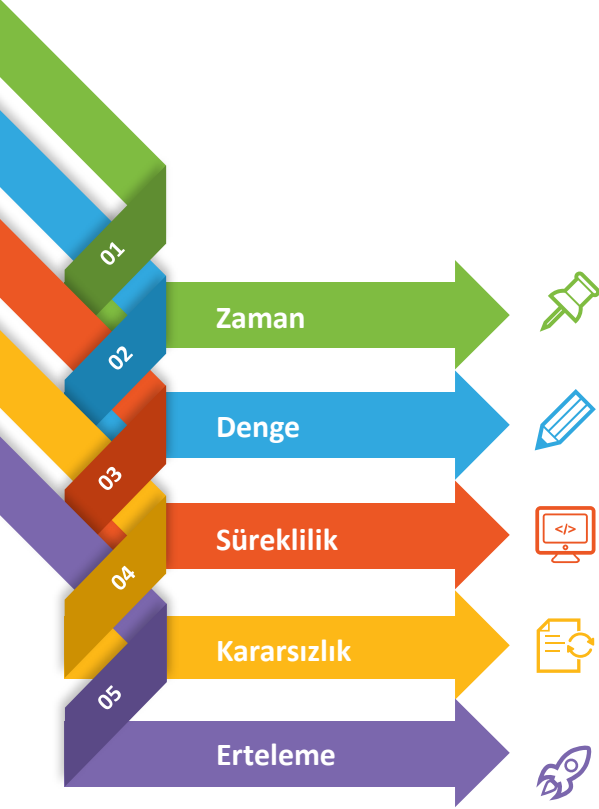 01
Zaman
02
Denge
03
</>
Süreklilik
04
Kararsızlık
05
Erteleme